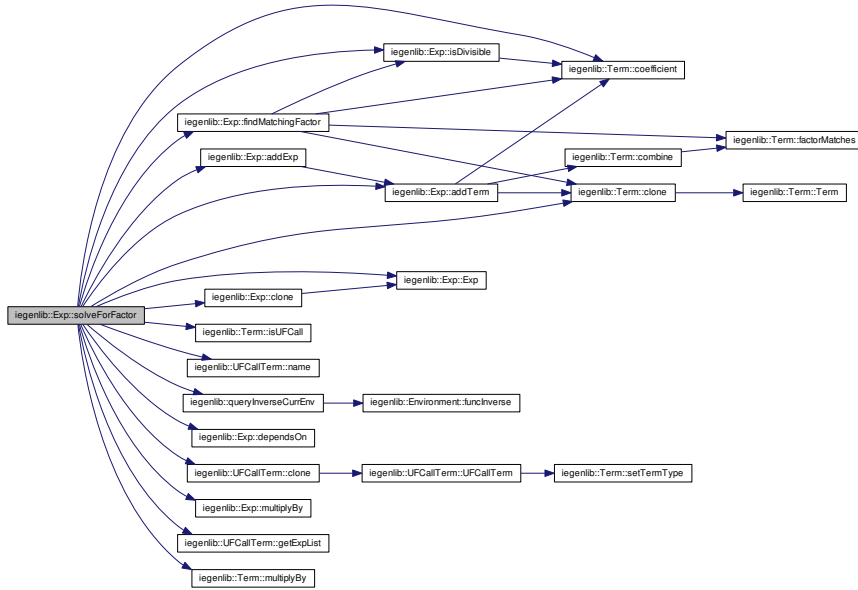 iegenlib::Exp::isDivisible
iegenlib::Term::coefficient
iegenlib::Exp::findMatchingFactor
iegenlib::Term::factorMatches
iegenlib::Exp::addExp
iegenlib::Term::combine
iegenlib::Exp::addTerm
iegenlib::Term::clone
iegenlib::Term::Term
iegenlib::Exp::Exp
iegenlib::Exp::clone
iegenlib::Exp::solveForFactor
iegenlib::Term::isUFCall
iegenlib::UFCallTerm::name
iegenlib::queryInverseCurrEnv
iegenlib::Environment::funcInverse
iegenlib::Exp::dependsOn
iegenlib::UFCallTerm::clone
iegenlib::UFCallTerm::UFCallTerm
iegenlib::Term::setTermType
iegenlib::Exp::multiplyBy
iegenlib::UFCallTerm::getExpList
iegenlib::Term::multiplyBy